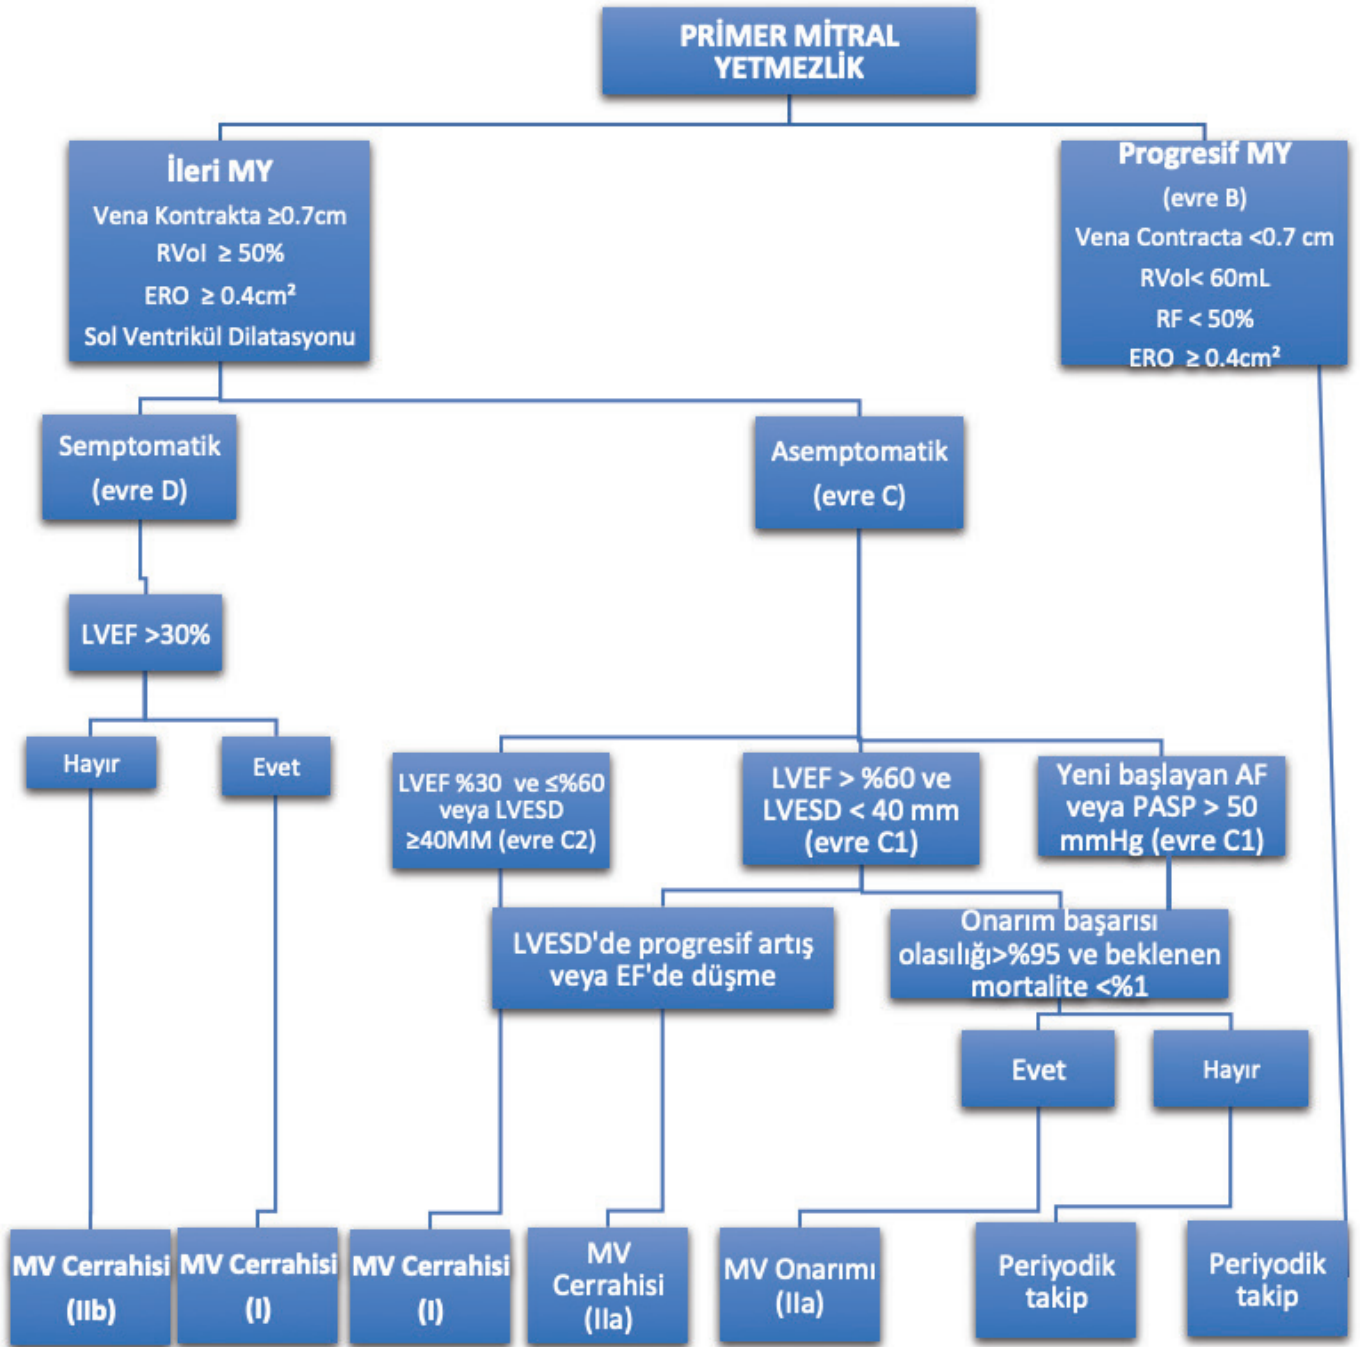 PRİMER MİTRAL
YETMEZLİK
İleri MY
Vena Kontrakta ≥0.7cm
RVol ≥ 50%
ERO ≥ 0.4cm²
Sol Ventrikül Dilatasyonu
Progresif MY
(evre B)
Vena Contracta <0.7 cm
RVol< 60mL
RF < 50%
ERO ≥ 0.4cm²
Semptomatik
(evre D)
Asemptomatik
(evre C)
LVEF >30%
Hayır
Evet
LVEF %30 ve ≤%60
veya LVESD
≥40MM (evre C2)
LVEF > %60 ve
LVESD < 40 mm
(evre C1)
Yeni başlayan AF
veya PASP > 50
mmHg (evre C1)
LVESD'de progresif artış
veya EF'de düşme
Onarım başarısı
olasılığı>%95 ve beklenen
mortalite <%1
Evet
Hayır
MV Cerrahisi
(IIb)
MV Cerrahisi
(I)
MV Cerrahisi
(I)
MV
Cerrahisi
(IIa)
MV Onarımı
(IIa)
Periyodik
takip
Periyodik
takip